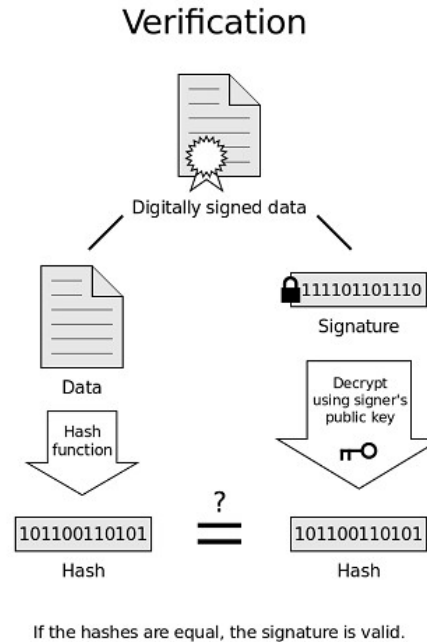 Verification
Digitally signed data
111101101110
Signature
Data
Decrypt
using signer's
public key
Hash
function
?
=
101100110101
101100110101
Hash
Hash
If the hashes are equal, the signature is valid.